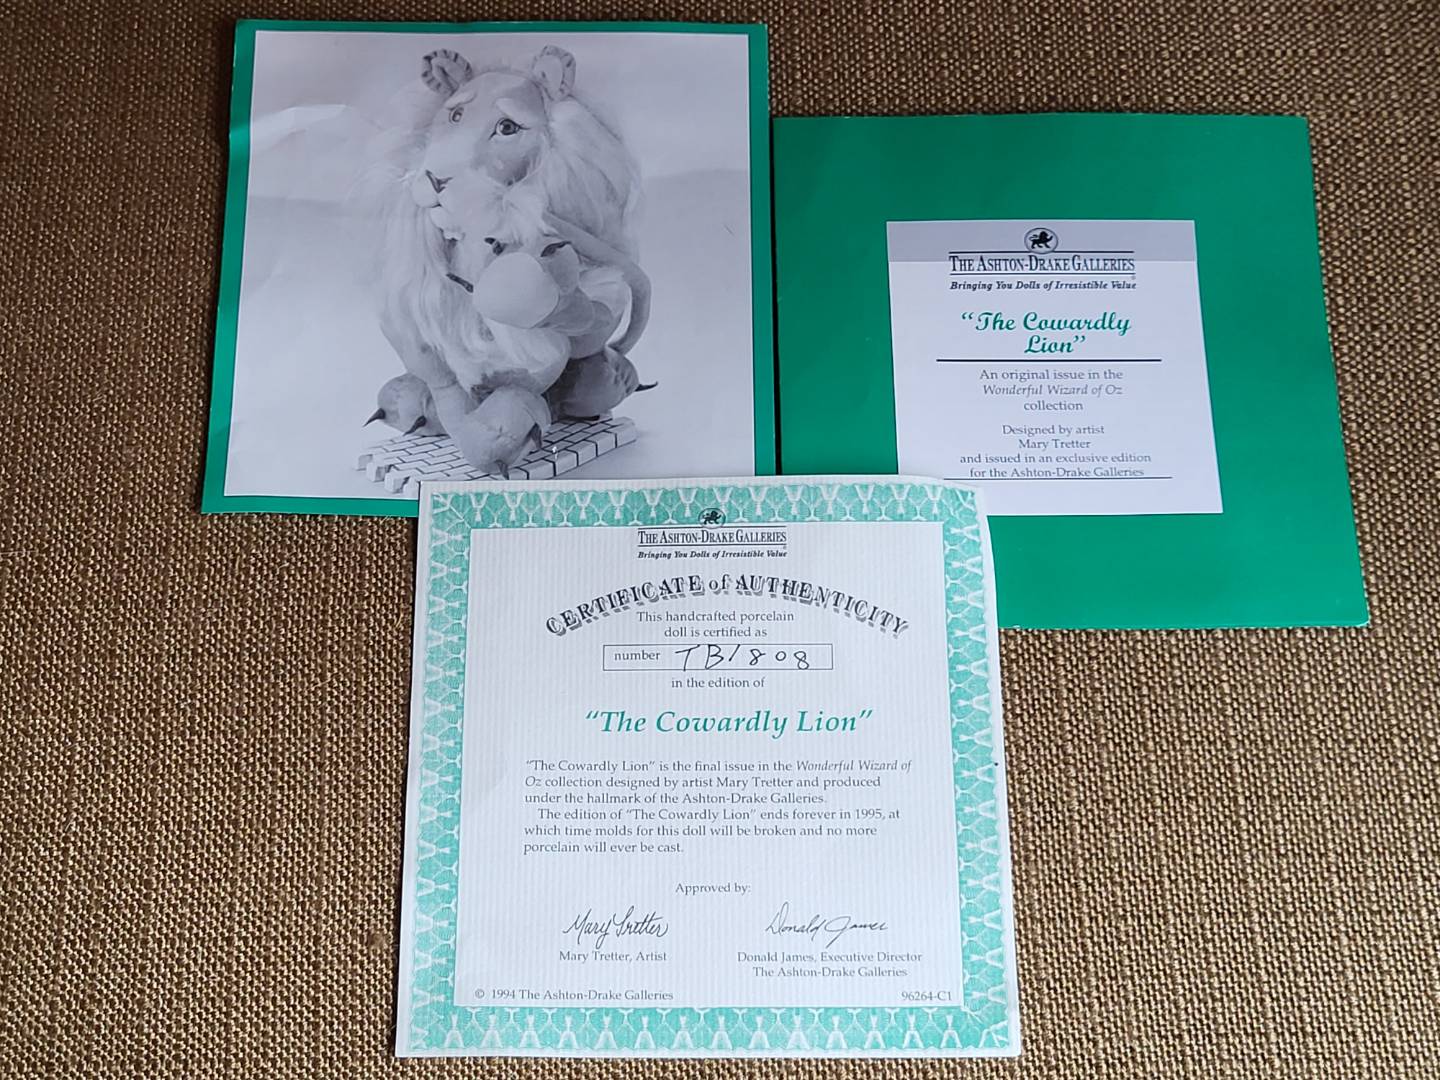 THE ASHTON-DRAKE GALLERIES
Bringing You Dolls of Irresistible Value
"The Cowardly
Lion"
An original issue in the
Wonderful Wizard of Oz
collection
Designed by artist
Mary Tretter
and issued in an exclusive edition
for the Ashton-Drake Galleries
THE ASHTON-DRAKE GALLERIES
Bringing You Dolls of Irresistible Value
CERTIFICATE of AUTHENTICITY
This handcrafted porcelain
doll is certified as
number TB1808
in the edition of
"The Cowardly Lion"
"The Cowardly Lion" is the final issue in the Wonderful Wizard of
Oz collection designed by artist Mary Tretter and produced
under the hallmark of the Ashton-Drake Galleries.
The edition of "The Cowardly Lion" ends forever in 1995, at
which time molds for this doll will be broken and no more
porcelain will ever be cast.
Approved by:
Mary Tretter Donald James
Mary Tretter, Artist Donald James, Executive Director
The Ashton-Drake Galleries
© 1994 The Ashton-Drake Galleries 96264-C1